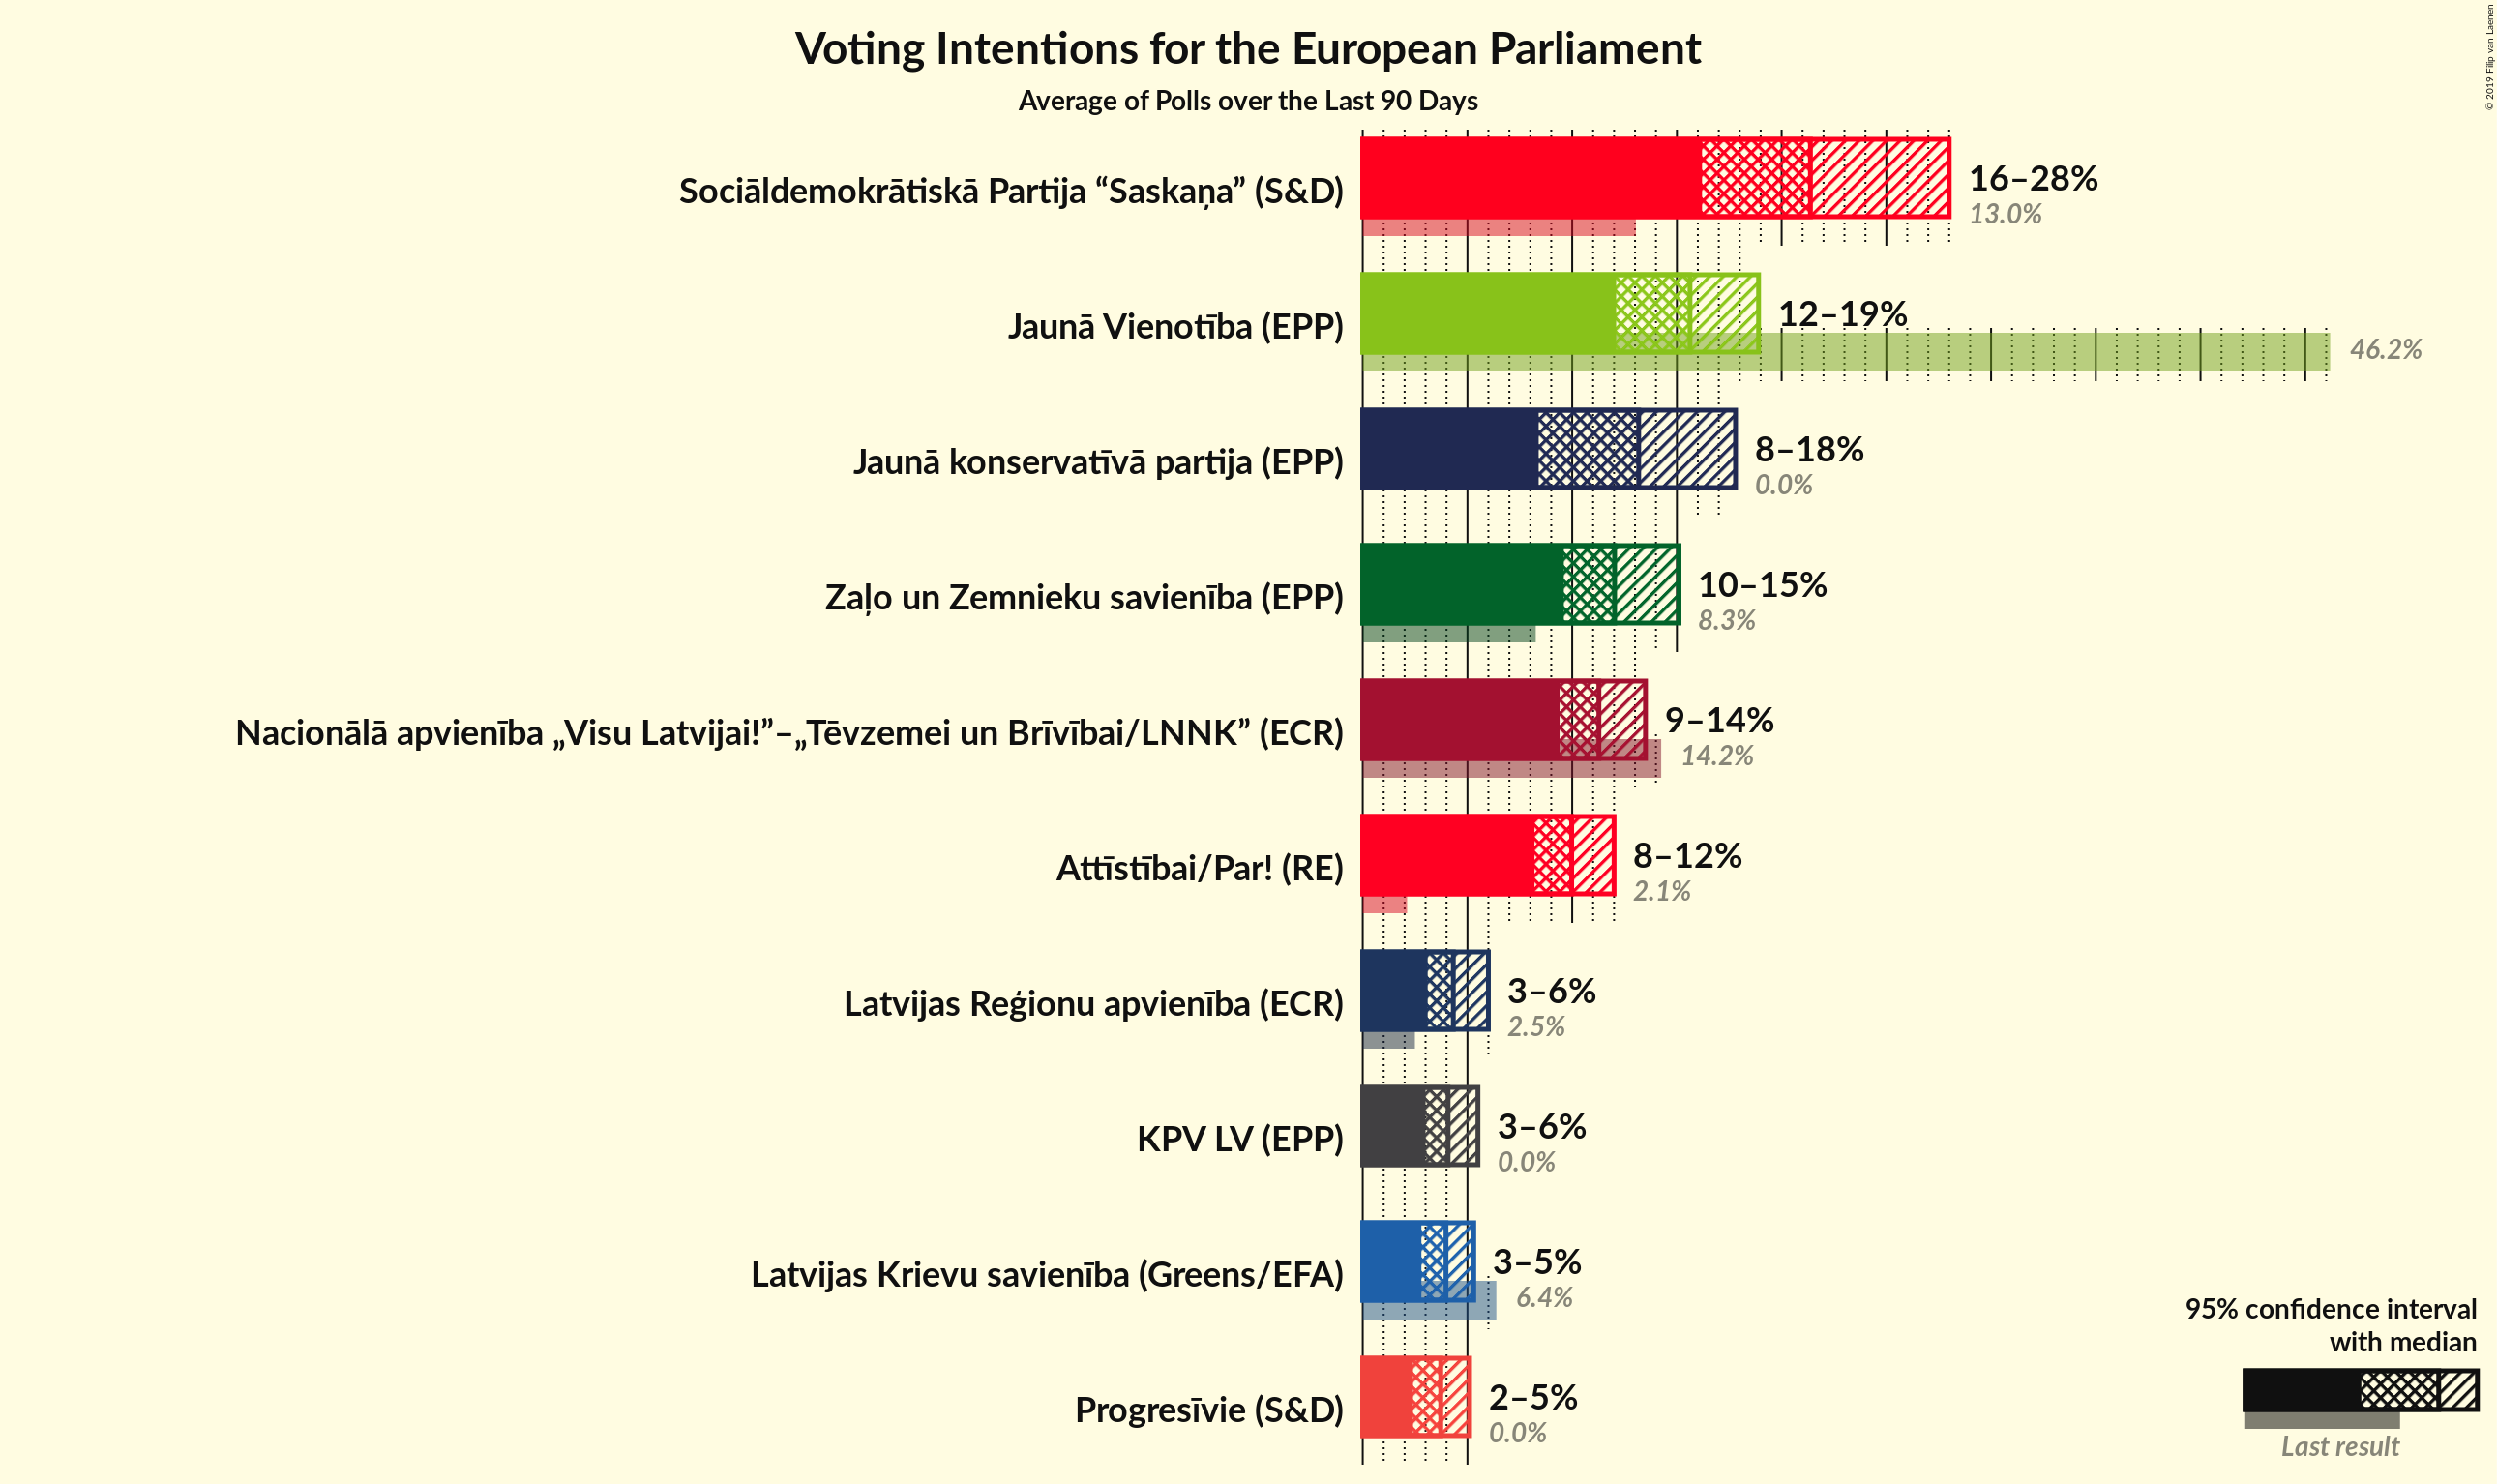 Voting Intentions for the European Parliament
Average of Polls over the Last 90 Days
© 2019 Filip van Laenen
Sociāldemokrātiskā Partija “Saskaņa” (S&D)
16–28%
13.0%
Jaunā Vienotība (EPP)
12–19%
46.2%
Jaunā konservatīvā partija (EPP)
8–18%
0.0%
Zaļo un Zemnieku savienība (EPP)
10–15%
8.3%
Nacionālā apvienība „Visu Latvijai!”–„Tēvzemei un Brīvībai/LNNK” (ECR)
9–14%
14.2%
Attīstībai/Par! (RE)
8–12%
2.1%
Latvijas Reģionu apvienība (ECR)
3–6%
2.5%
KPV LV (EPP)
3–6%
0.0%
Latvijas Krievu savienība (Greens/EFA)
3–5%
6.4%
Progresīvie (S&D)
2–5%
0.0%
95% confidence interval
with median
Last result